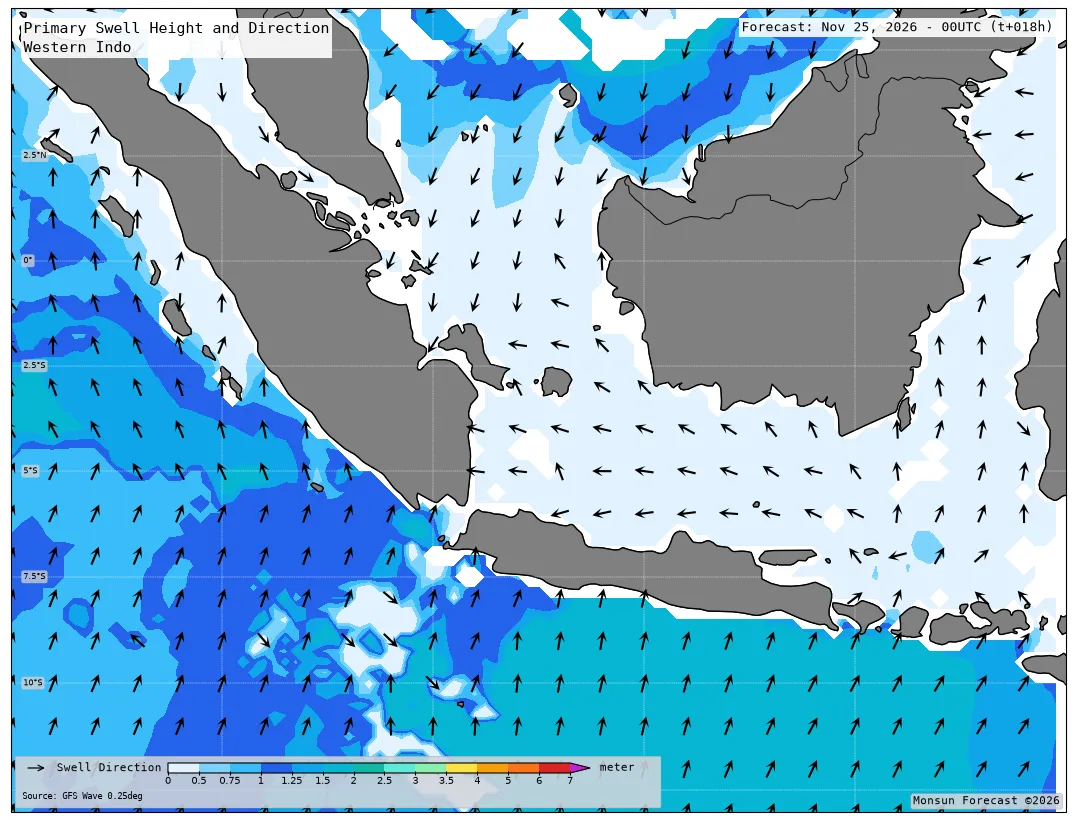 Primary Swell Height and Direction
Western Indo
Forecast: Nov 25, 2026 - 00UTC (t+018h)
2.5°N
0°
2.5°S
5°S
7.5°S
10°S
Swell Direction
0 0.5 0.75 1 1.25 1.5 2 2.5 3 3.5 4 5 6 7
meter
Source: GFS Wave 0.25deg
Monsun Forecast ©2026